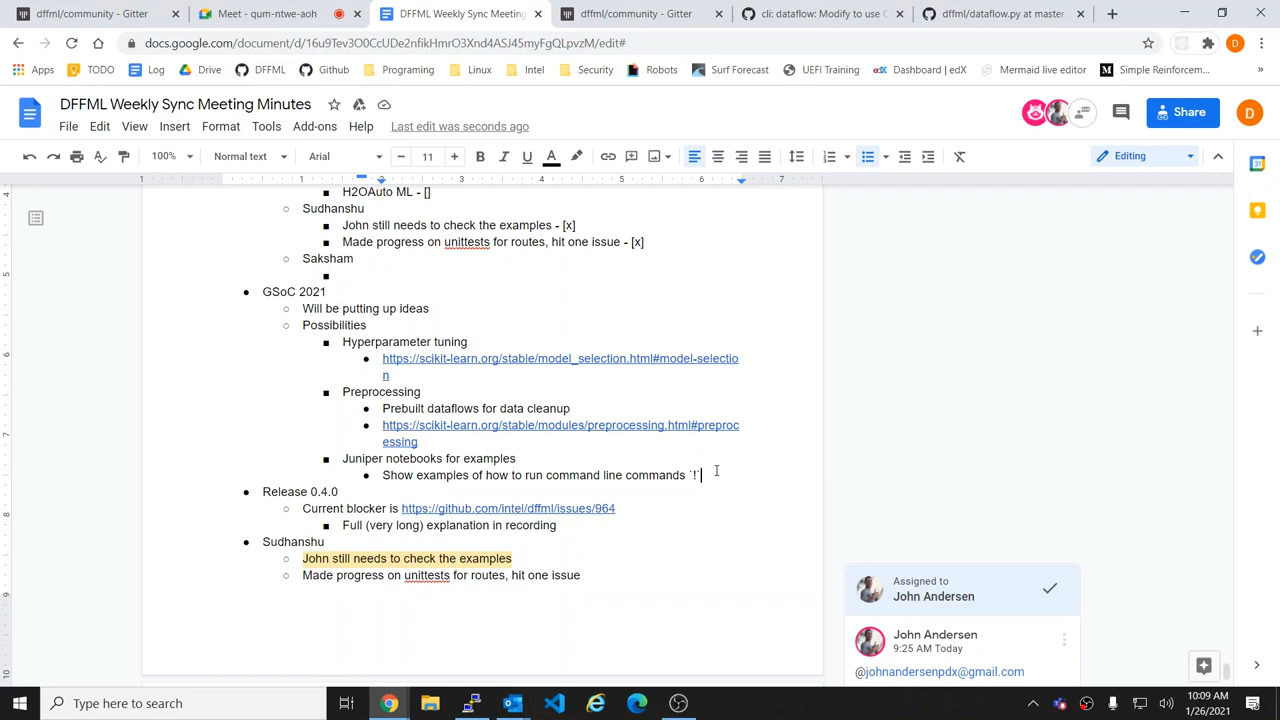 dffml/community - Gitter
Meet - qum-ntwe-aoh
DFFML Weekly Sync Meeting
dffml/community - Gitter
cli: dataflow: Modify to use C
dffml/dataflow.py at master
docs.google.com/document/d/16u9Tev3O0CcUDe2nfikHmrO3Xnd4ASJ45myFgQLpvzM/edit#
Apps TODO Log Drive DFFML Github Programing Linux Intel Security Robots Surf Forecast UEFI Training Dashboard | edX Mermaid live editor Simple Reinforcem... »
DFFML Weekly Sync Meeting Minutes
Share
D
File Edit View Insert Format Tools Add-ons Help Last edit was seconds ago
100% Normal text Arial 11 Editing
1 1 2 3 4 5 6 7
H2OAuto ML - []
Sudhanshu
John still needs to check the examples - [x]
Made progress on unittests for routes, hit one issue - [x]
Saksham
GSoC 2021
Will be putting up ideas
Possibilities
Hyperparameter tuning
https://scikit-learn.org/stable/model_selection.html#model-selectio
n
Preprocessing
Prebuilt dataflows for data cleanup
https://scikit-learn.org/stable/modules/preprocessing.html#preproc
essing
Juniper notebooks for examples
Show examples of how to run command line commands `!`
Release 0.4.0
Current blocker is https://github.com/intel/dffml/issues/964
Full (very long) explanation in recording
Sudhanshu
John still needs to check the examples
Made progress on unittests for routes, hit one issue
Assigned to
John Andersen
John Andersen
9:25 AM Today
@johnandersenpdx@gmail.com
Type here to search
10:09 AM
1/26/2021